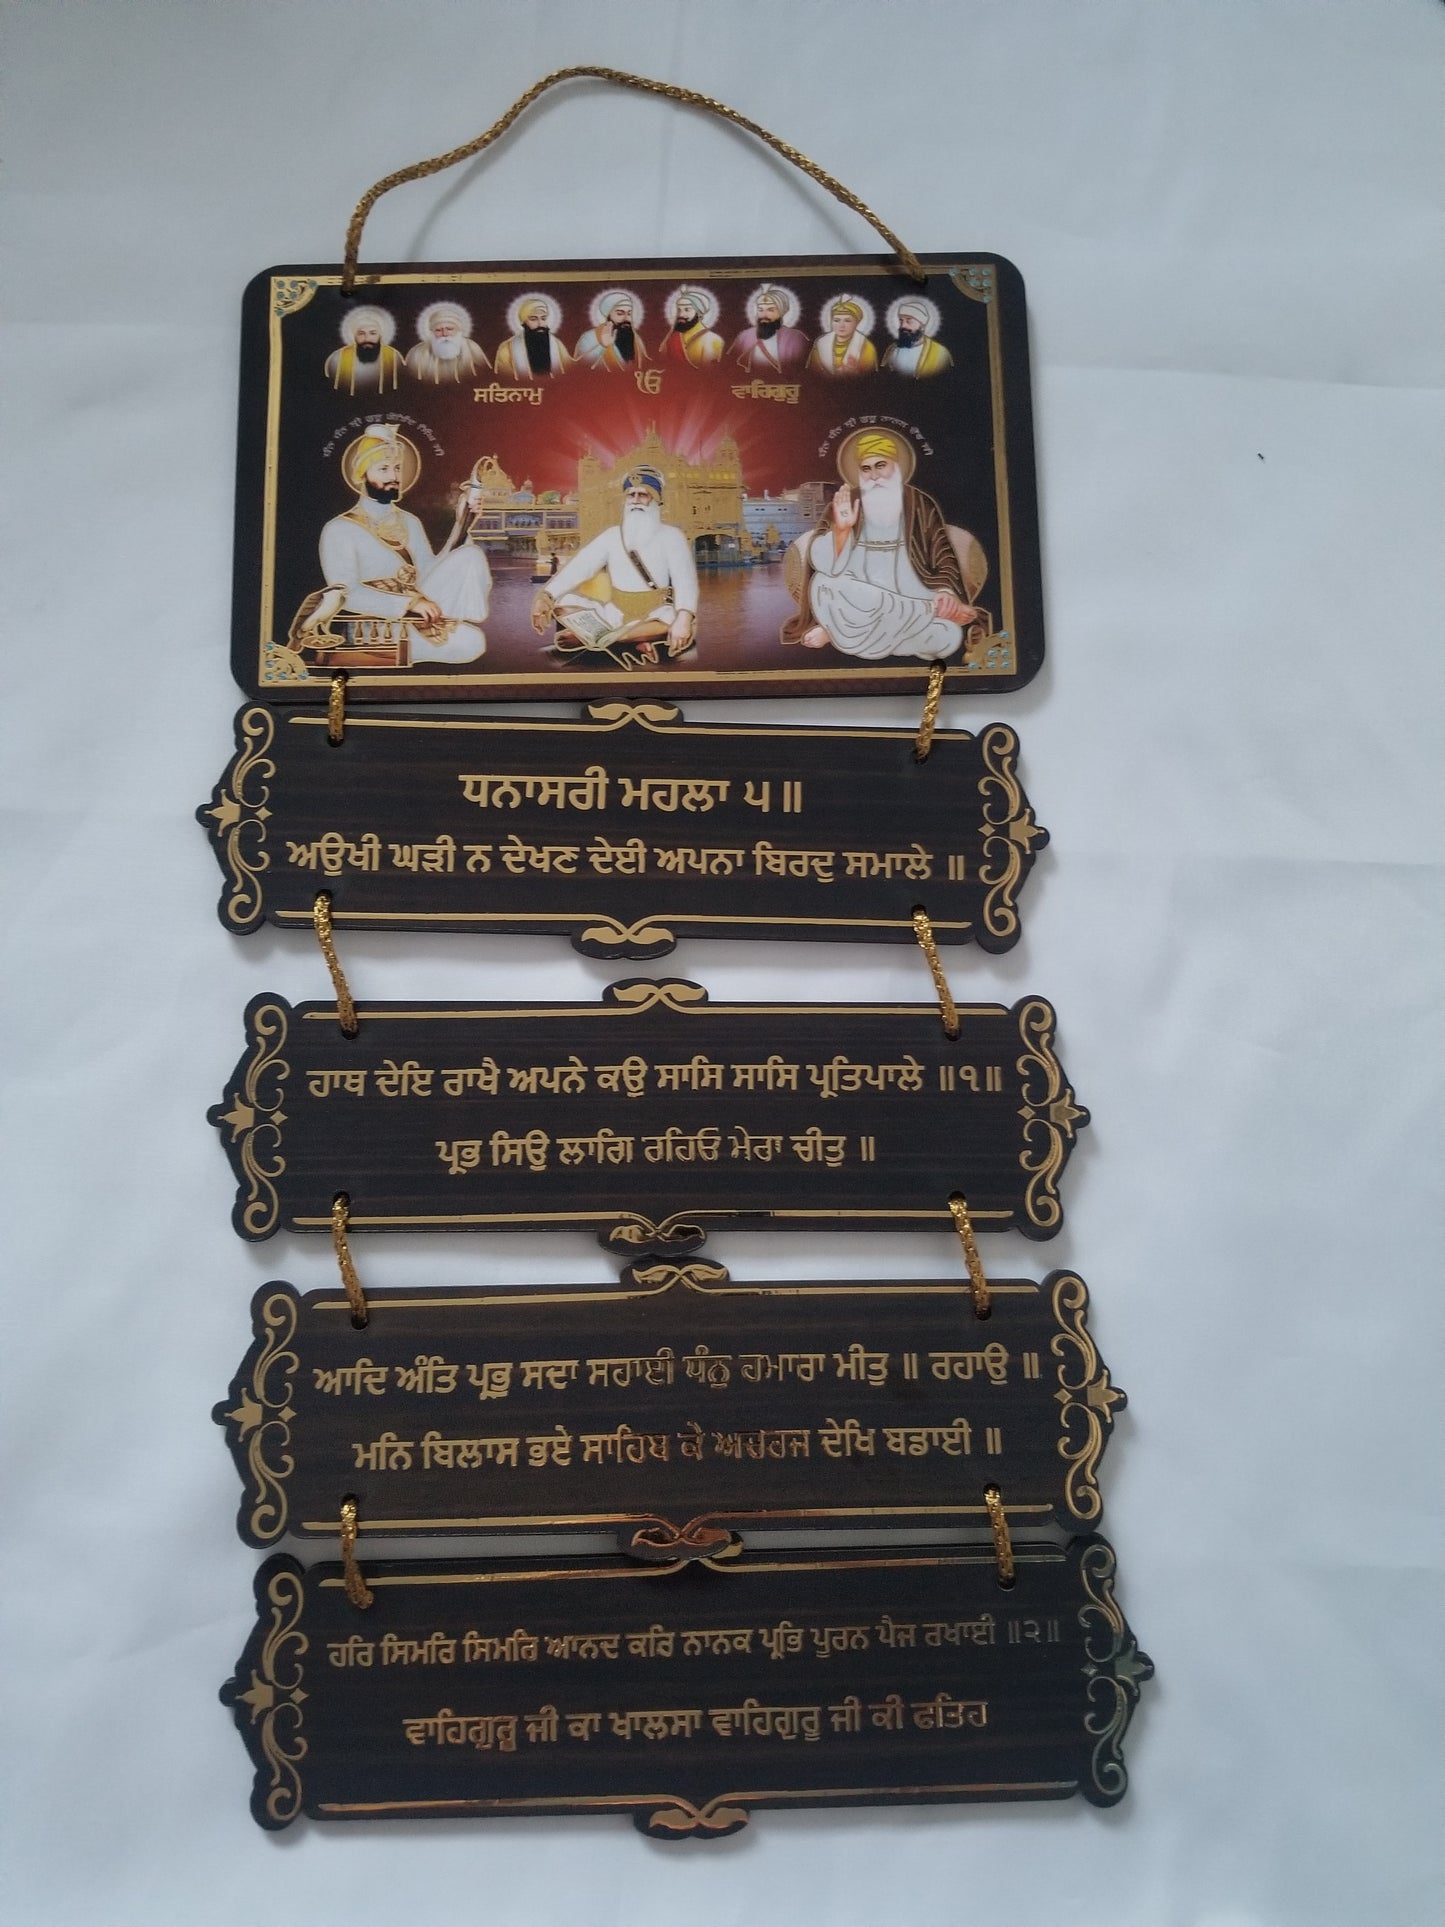 ਸਤਿਨਾਮੁ ੴ ਵਾਹਿਗੁਰੂ
ਧੰਨ ਧੰਨ ਸ੍ਰੀ ਗੁਰੂ ਗੋਬਿੰਦ ਸਿੰਘ ਜੀ
ਧੰਨ ਧੰਨ ਸ੍ਰੀ ਗੁਰੂ ਨਾਨਕ ਦੇਵ ਜੀ
ਧਨਾਸਰੀ ਮਹਲਾ ੫॥
ਅਉਖੀ ਘੜੀ ਨ ਦੇਖਣ ਦੇਈ ਅਪਨਾ ਬਿਰਦੁ ਸਮਾਲੇ ॥
ਹਾਥ ਦੇਇ ਰਾਖੈ ਅਪਨੇ ਕਉ ਸਾਸਿ ਸਾਸਿ ਪ੍ਰਤਿਪਾਲੇ ॥੧॥
ਪ੍ਰਭ ਸਿਉ ਲਾਗਿ ਰਹਿਓ ਮੇਰਾ ਚੀਤੁ ॥
ਆਦਿ ਅੰਤਿ ਪ੍ਰਭੁ ਸਦਾ ਸਹਾਈ ਧੰਨੁ ਹਮਾਰਾ ਮੀਤੁ ॥ ਰਹਾਉ ॥
ਮਨਿ ਬਿਲਾਸ ਭਏ ਸਾਹਿਬ ਕੇ ਅਚਰਜ ਦੇਖਿ ਬਡਾਈ ॥
ਹਰਿ ਸਿਮਰਿ ਸਿਮਰਿ ਆਨਦ ਕਰਿ ਨਾਨਕ ਪ੍ਰਭਿ ਪੂਰਨ ਪੈਜ ਰਖਾਈ ॥੨॥
ਵਾਹਿਗੁਰੂ ਜੀ ਕਾ ਖਾਲਸਾ ਵਾਹਿਗੁਰੂ ਜੀ ਕੀ ਫਤਿਹ